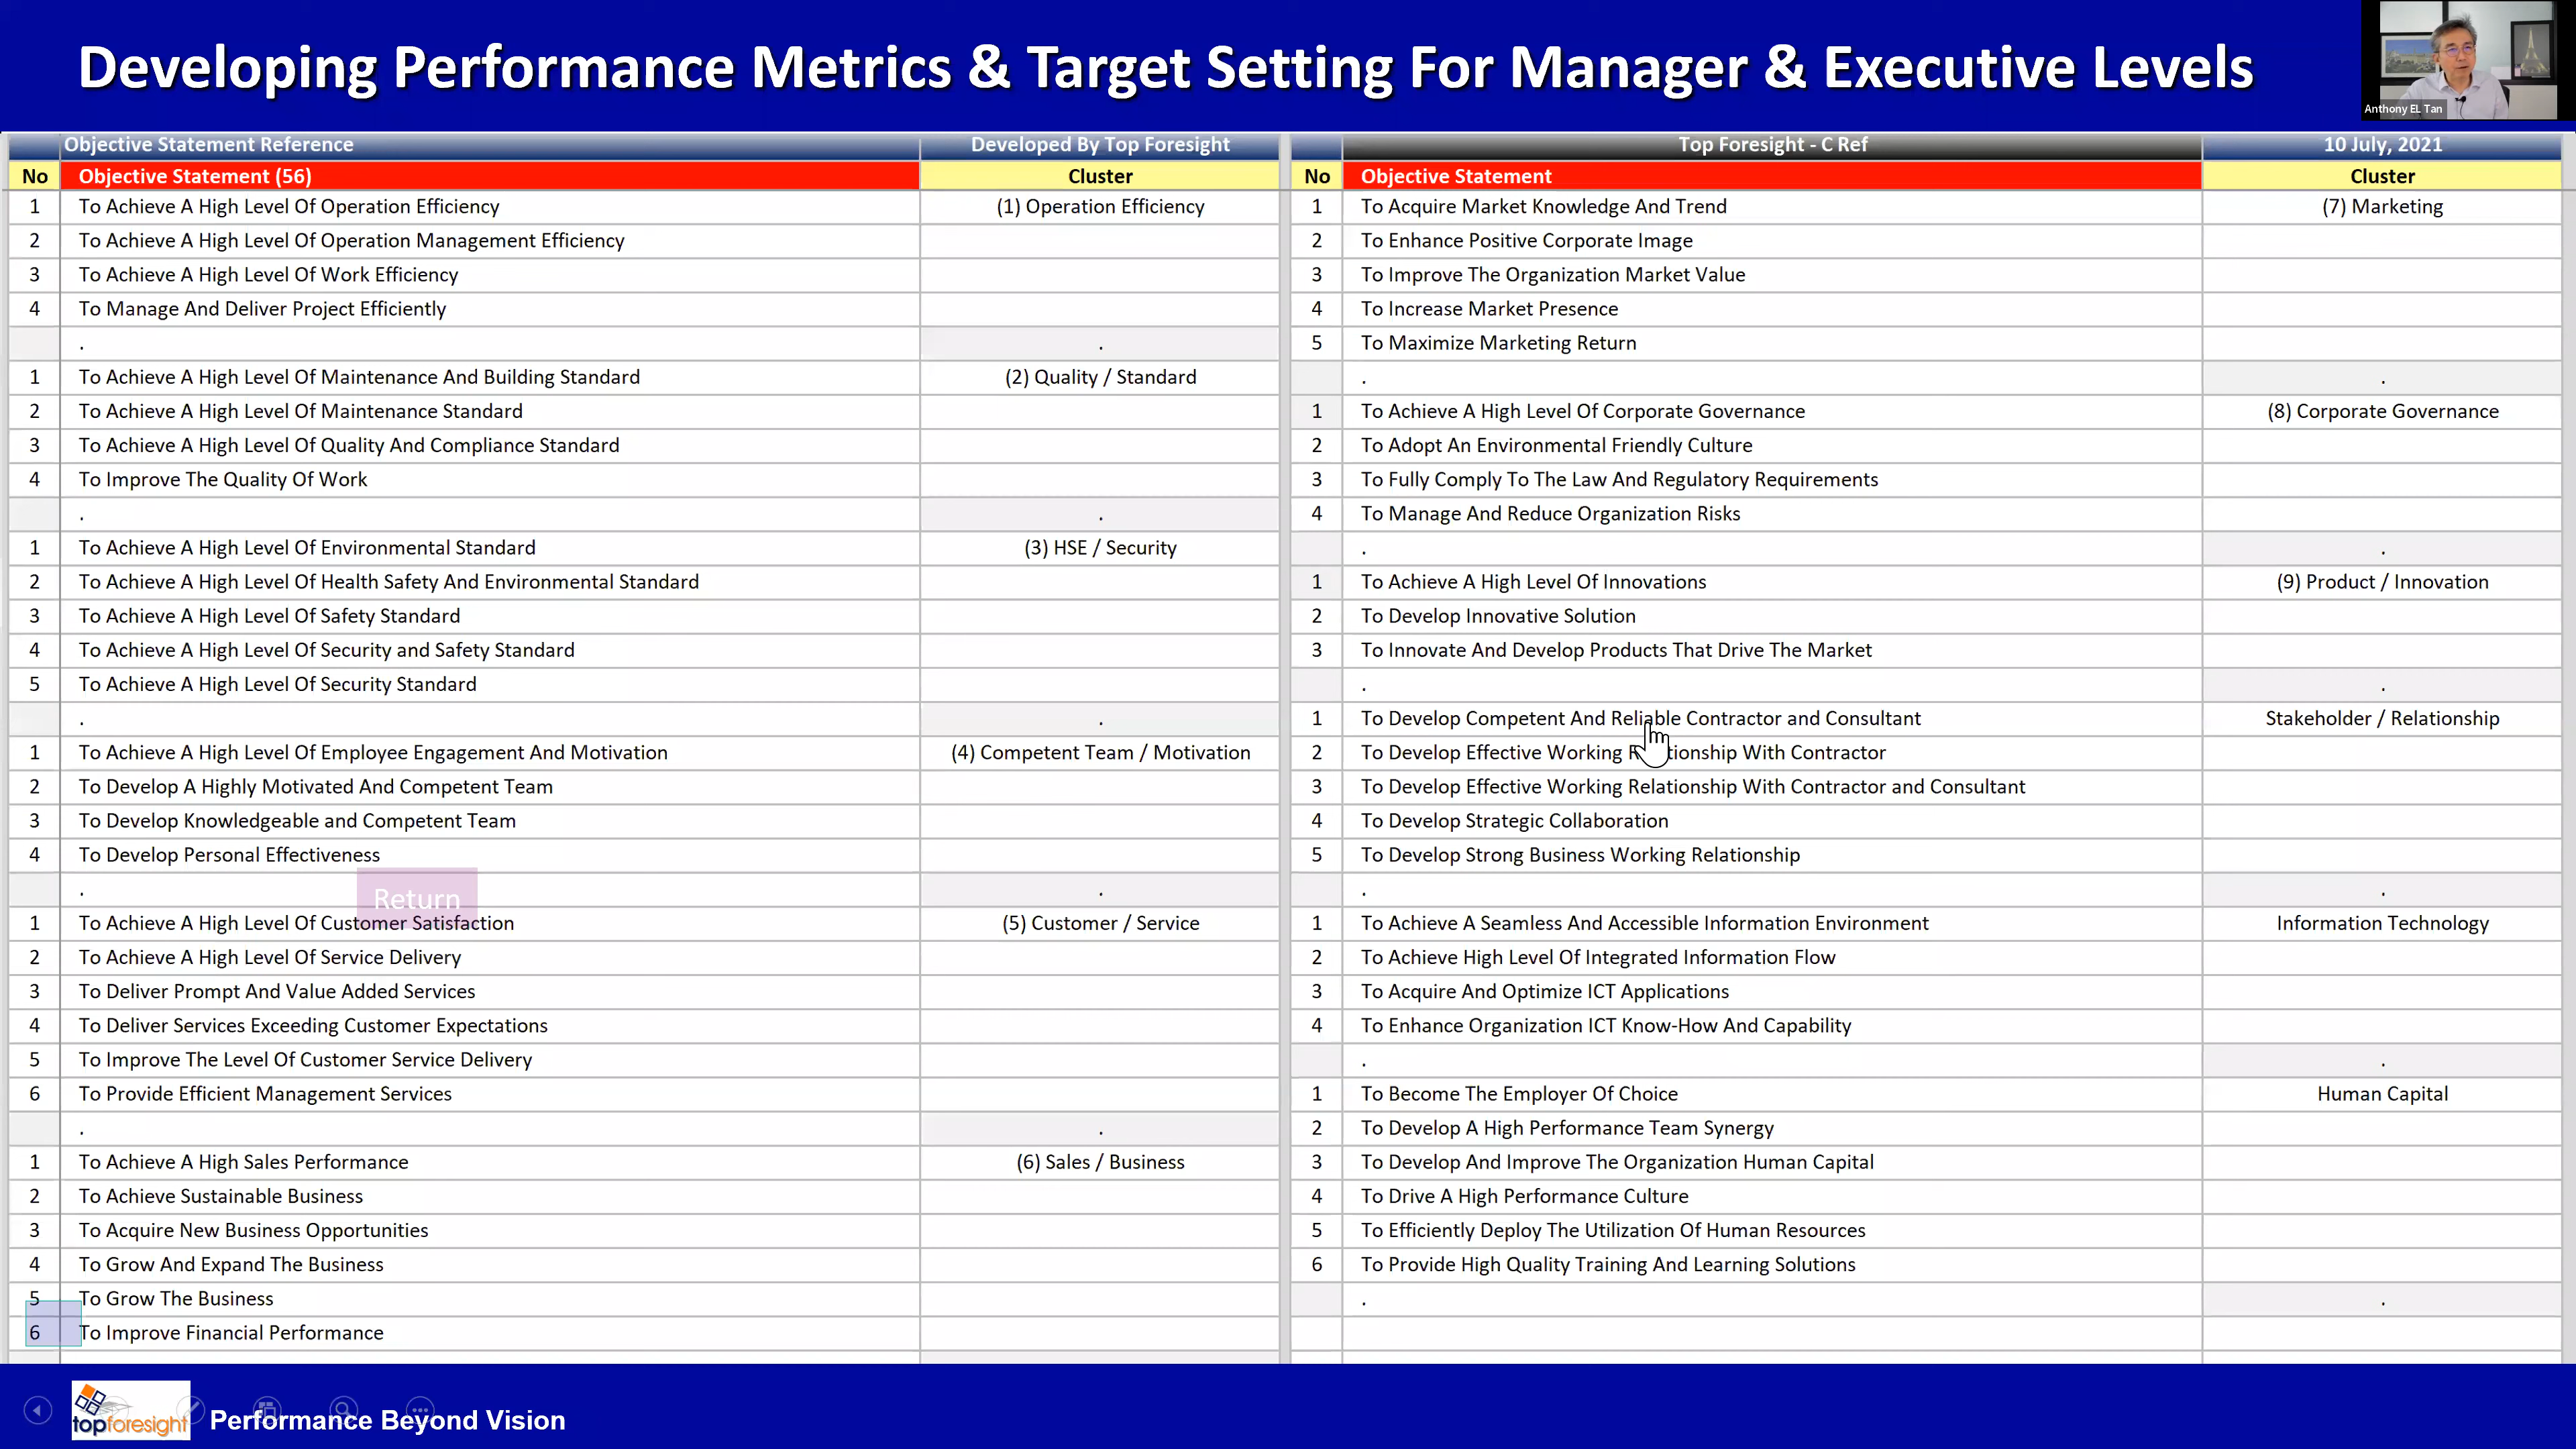 Developing Performance Metrics & Target Setting For Manager & Executive Levels
Anthony EL Tan
Objective Statement Reference Developed By Top Foresight
No Objective Statement (56) Cluster
1 To Achieve A High Level Of Operation Efficiency (1) Operation Efficiency
2 To Achieve A High Level Of Operation Management Efficiency
3 To Achieve A High Level Of Work Efficiency
4 To Manage And Deliver Project Efficiently
. .
1 To Achieve A High Level Of Maintenance And Building Standard (2) Quality / Standard
2 To Achieve A High Level Of Maintenance Standard
3 To Achieve A High Level Of Quality And Compliance Standard
4 To Improve The Quality Of Work
. .
1 To Achieve A High Level Of Environmental Standard (3) HSE / Security
2 To Achieve A High Level Of Health Safety And Environmental Standard
3 To Achieve A High Level Of Safety Standard
4 To Achieve A High Level Of Security and Safety Standard
5 To Achieve A High Level Of Security Standard
. .
1 To Achieve A High Level Of Employee Engagement And Motivation (4) Competent Team / Motivation
2 To Develop A Highly Motivated And Competent Team
3 To Develop Knowledgeable and Competent Team
4 To Develop Personal Effectiveness
. .
Return
1 To Achieve A High Level Of Customer Satisfaction (5) Customer / Service
2 To Achieve A High Level Of Service Delivery
3 To Deliver Prompt And Value Added Services
4 To Deliver Services Exceeding Customer Expectations
5 To Improve The Level Of Customer Service Delivery
6 To Provide Efficient Management Services
. .
1 To Achieve A High Sales Performance (6) Sales / Business
2 To Achieve Sustainable Business
3 To Acquire New Business Opportunities
4 To Grow And Expand The Business
5 To Grow The Business
6 To Improve Financial Performance
Top Foresight - C Ref 10 July, 2021
No Objective Statement Cluster
1 To Acquire Market Knowledge And Trend (7) Marketing
2 To Enhance Positive Corporate Image
3 To Improve The Organization Market Value
4 To Increase Market Presence
5 To Maximize Marketing Return
. .
1 To Achieve A High Level Of Corporate Governance (8) Corporate Governance
2 To Adopt An Environmental Friendly Culture
3 To Fully Comply To The Law And Regulatory Requirements
4 To Manage And Reduce Organization Risks
. .
1 To Achieve A High Level Of Innovations (9) Product / Innovation
2 To Develop Innovative Solution
3 To Innovate And Develop Products That Drive The Market
. .
1 To Develop Competent And Reliable Contractor and Consultant Stakeholder / Relationship
2 To Develop Effective Working Relationship With Contractor
3 To Develop Effective Working Relationship With Contractor and Consultant
4 To Develop Strategic Collaboration
5 To Develop Strong Business Working Relationship
. .
1 To Achieve A Seamless And Accessible Information Environment Information Technology
2 To Achieve High Level Of Integrated Information Flow
3 To Acquire And Optimize ICT Applications
4 To Enhance Organization ICT Know-How And Capability
. .
1 To Become The Employer Of Choice Human Capital
2 To Develop A High Performance Team Synergy
3 To Develop And Improve The Organization Human Capital
4 To Drive A High Performance Culture
5 To Efficiently Deploy The Utilization Of Human Resources
6 To Provide High Quality Training And Learning Solutions
. .
topforesight Performance Beyond Vision